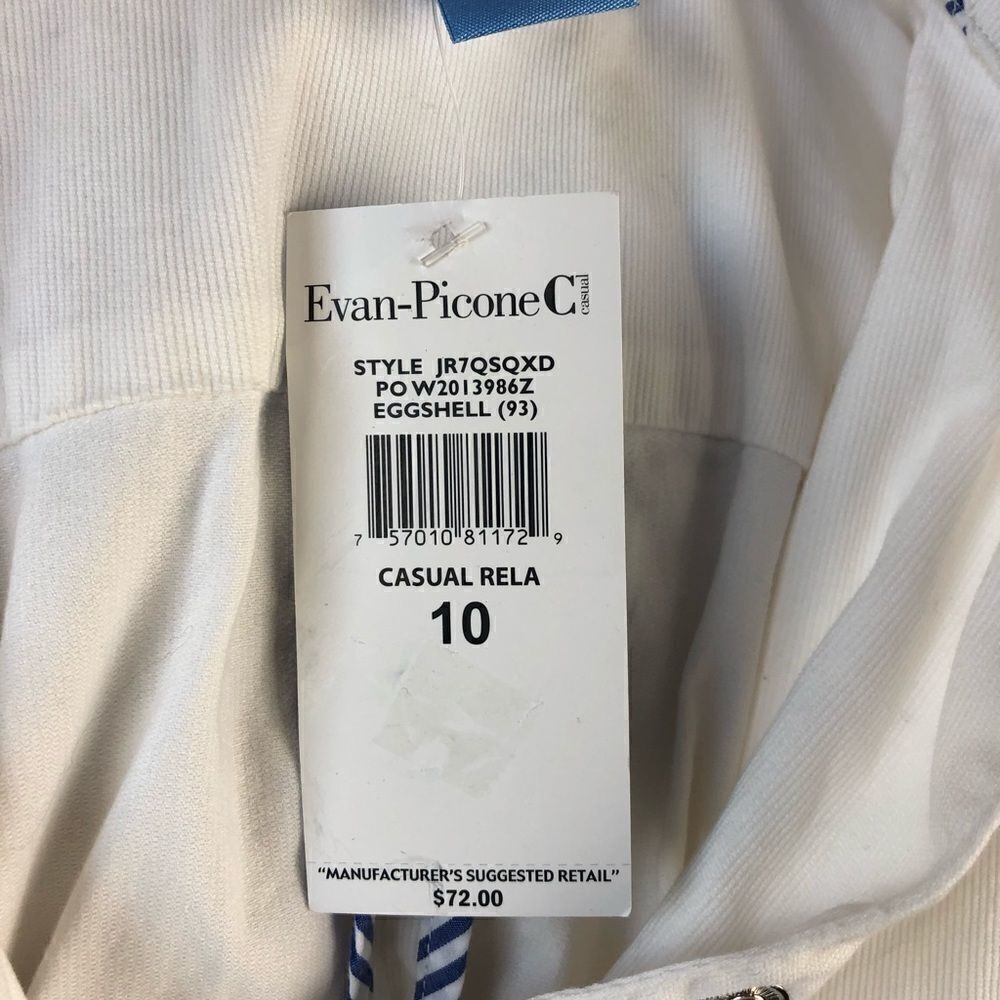 Evan-Picone C casual
STYLE JR7QSQXD
PO W2013986Z
EGGSHELL (93)
7 57010 81172 9
CASUAL RELA
10
“MANUFACTURER'S SUGGESTED RETAIL”
$72.00